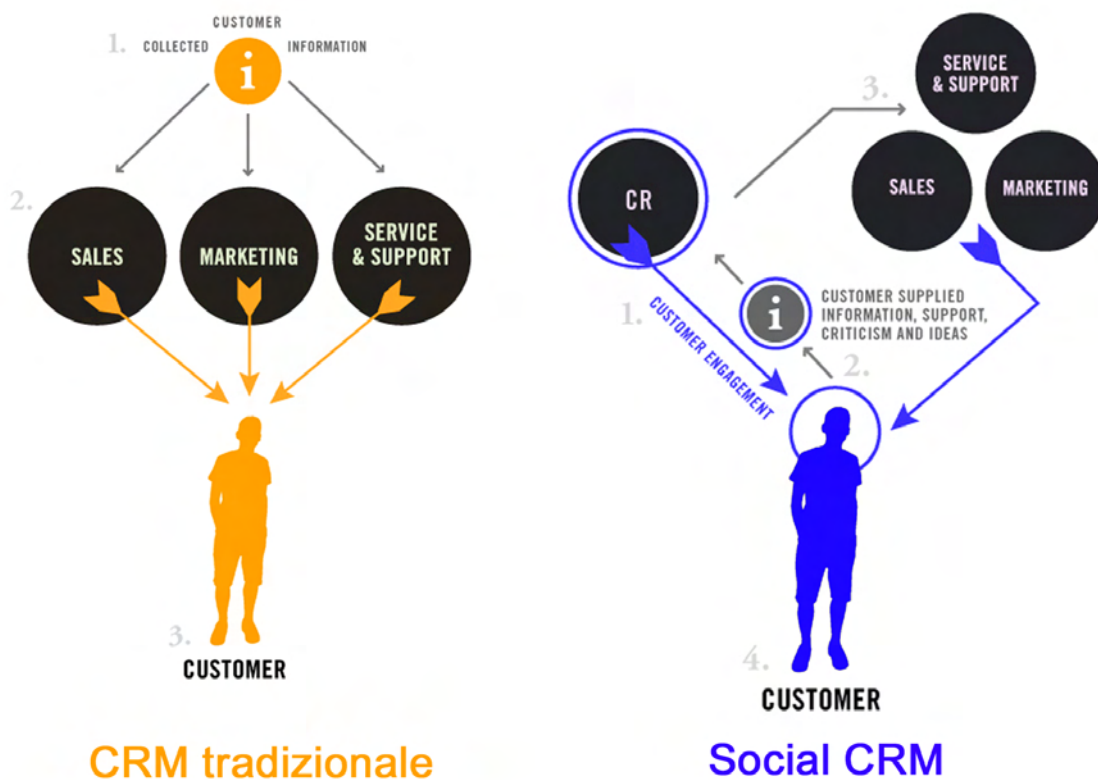 CUSTOMER
1. COLLECTED INFORMATION
i
2.
SALES
MARKETING
SERVICE
& SUPPORT
3.
CUSTOMER
CRM tradizionale
SERVICE
& SUPPORT
3.
CR
SALES
MARKETING
1.
CUSTOMER ENGAGEMENT
i
CUSTOMER SUPPLIED
INFORMATION, SUPPORT,
CRITICISM AND IDEAS
2.
4.
CUSTOMER
Social CRM